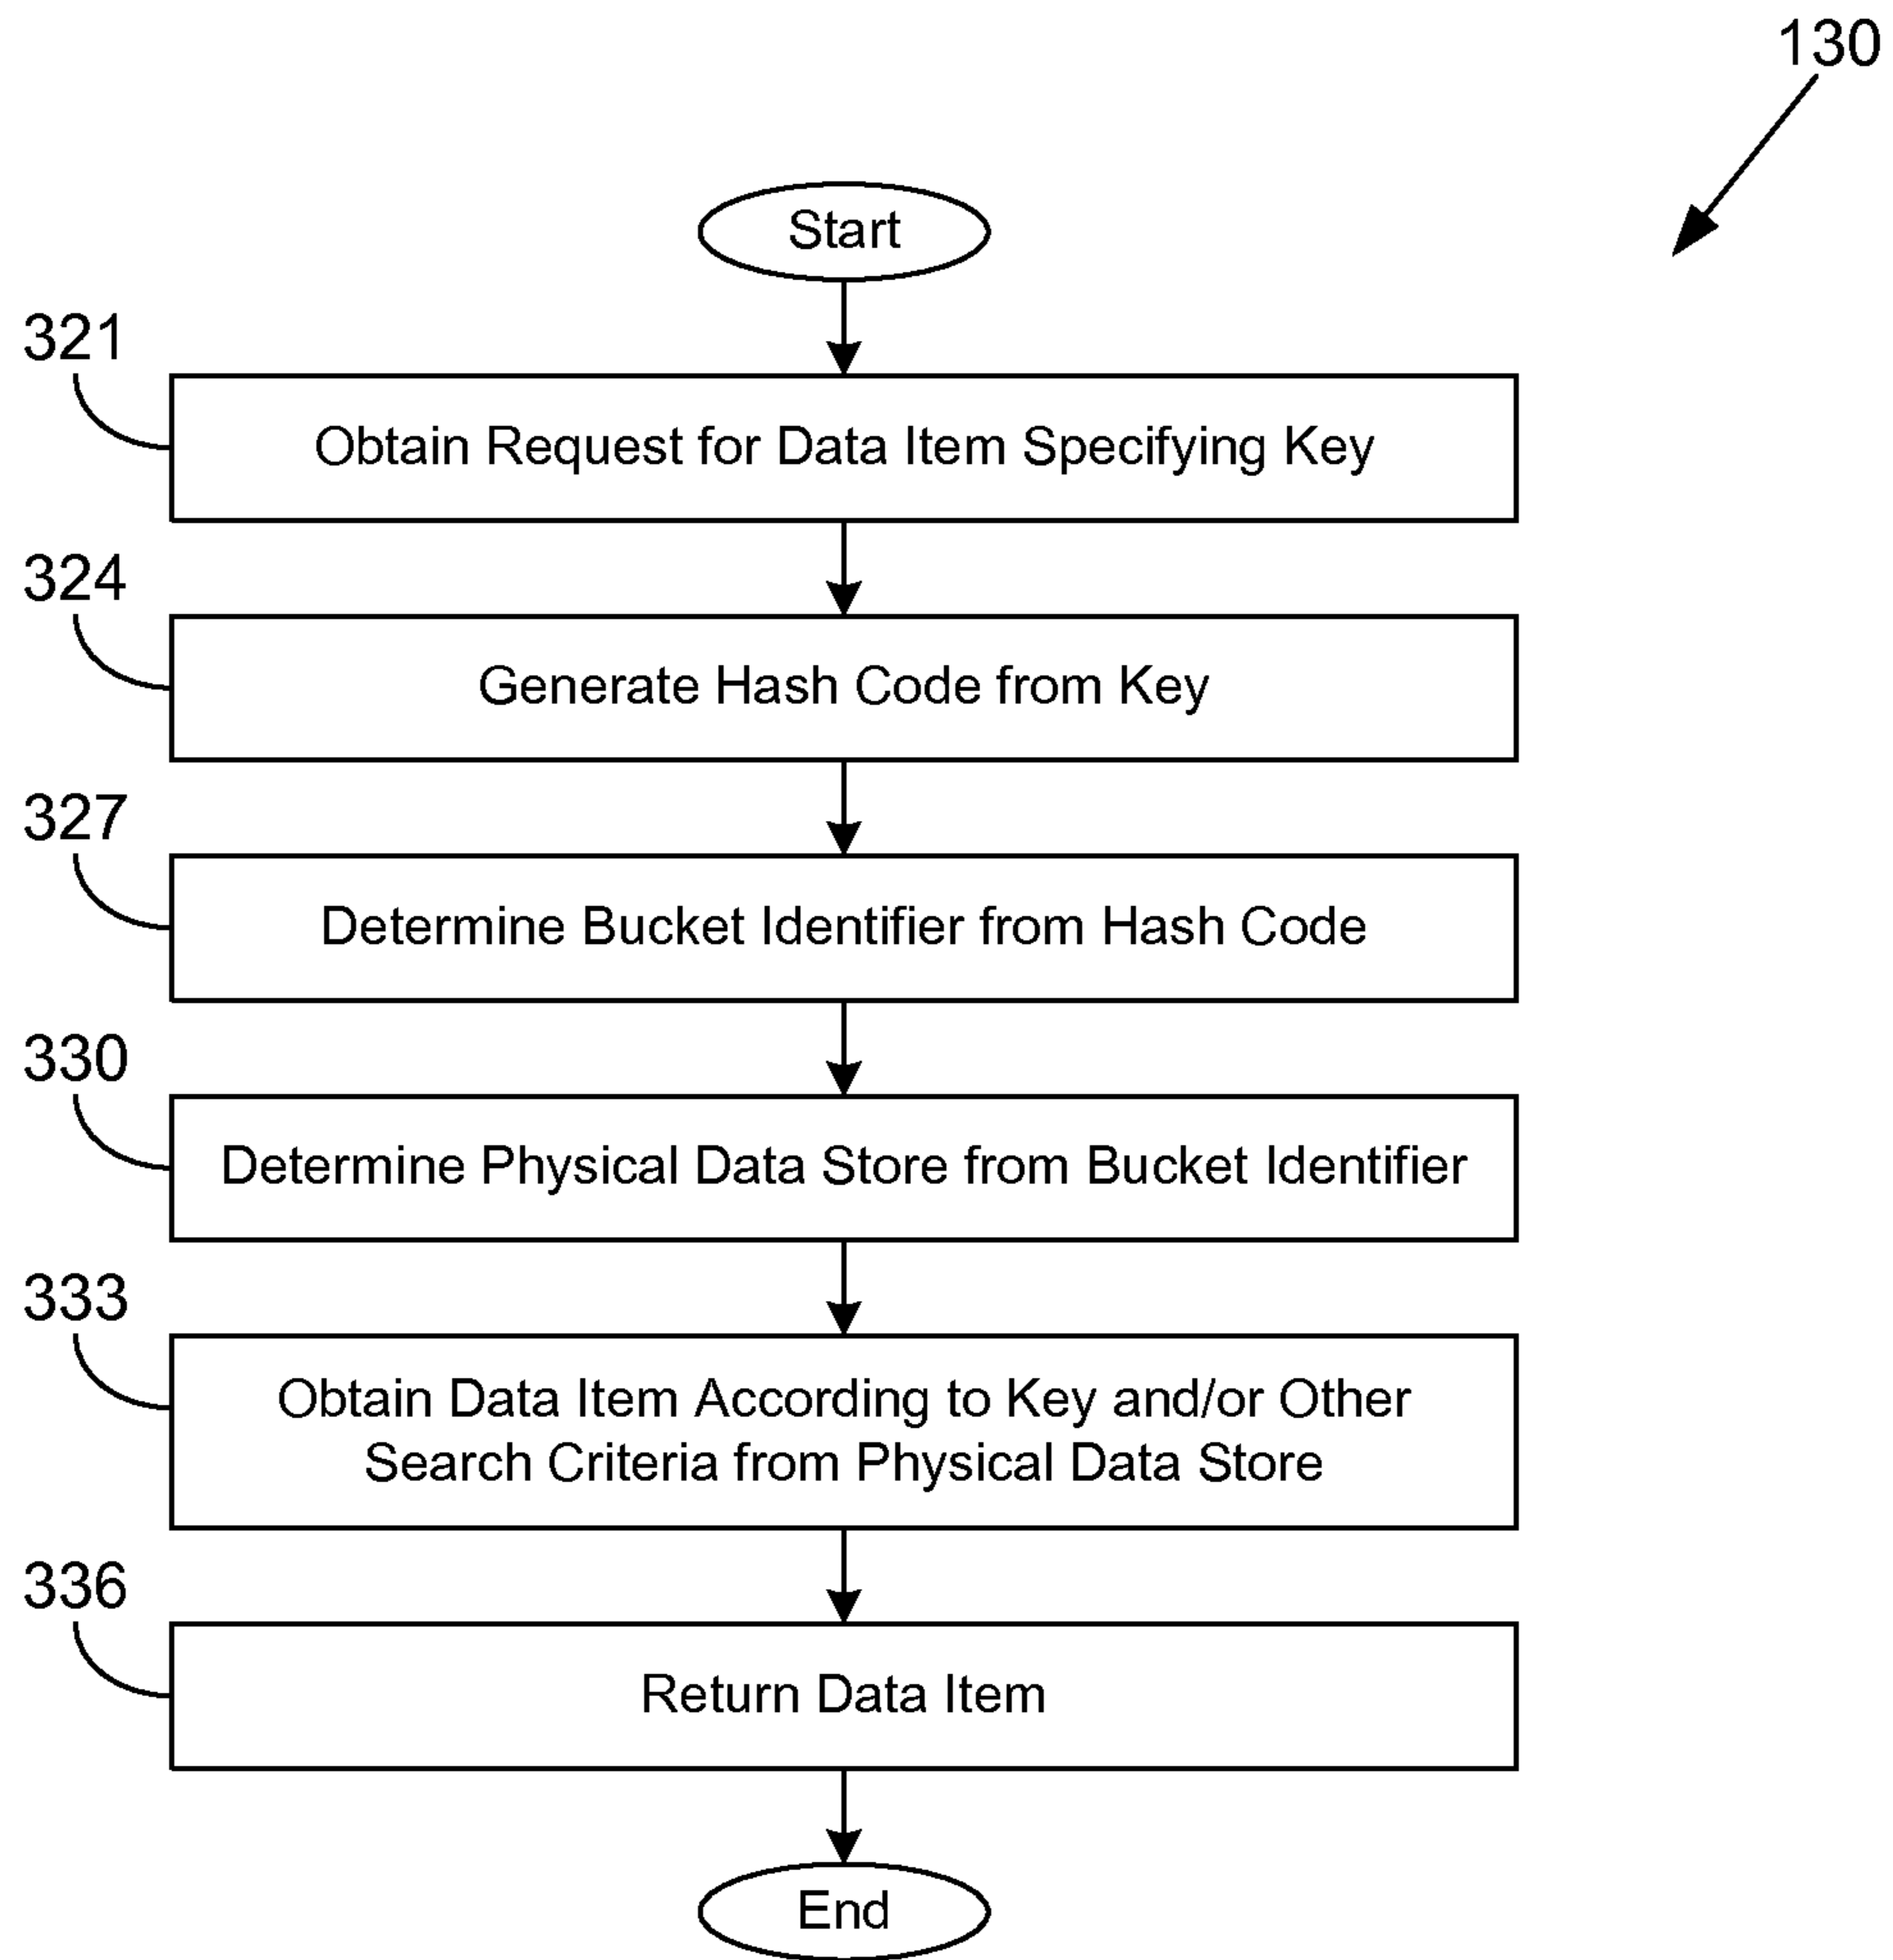 130
Start
321
Obtain Request for Data Item Specifying Key
324
Generate Hash Code from Key
327
Determine Bucket Identifier from Hash Code
330
Determine Physical Data Store from Bucket Identifier
333
Obtain Data Item According to Key and/or Other
Search Criteria from Physical Data Store
336
Return Data Item
End